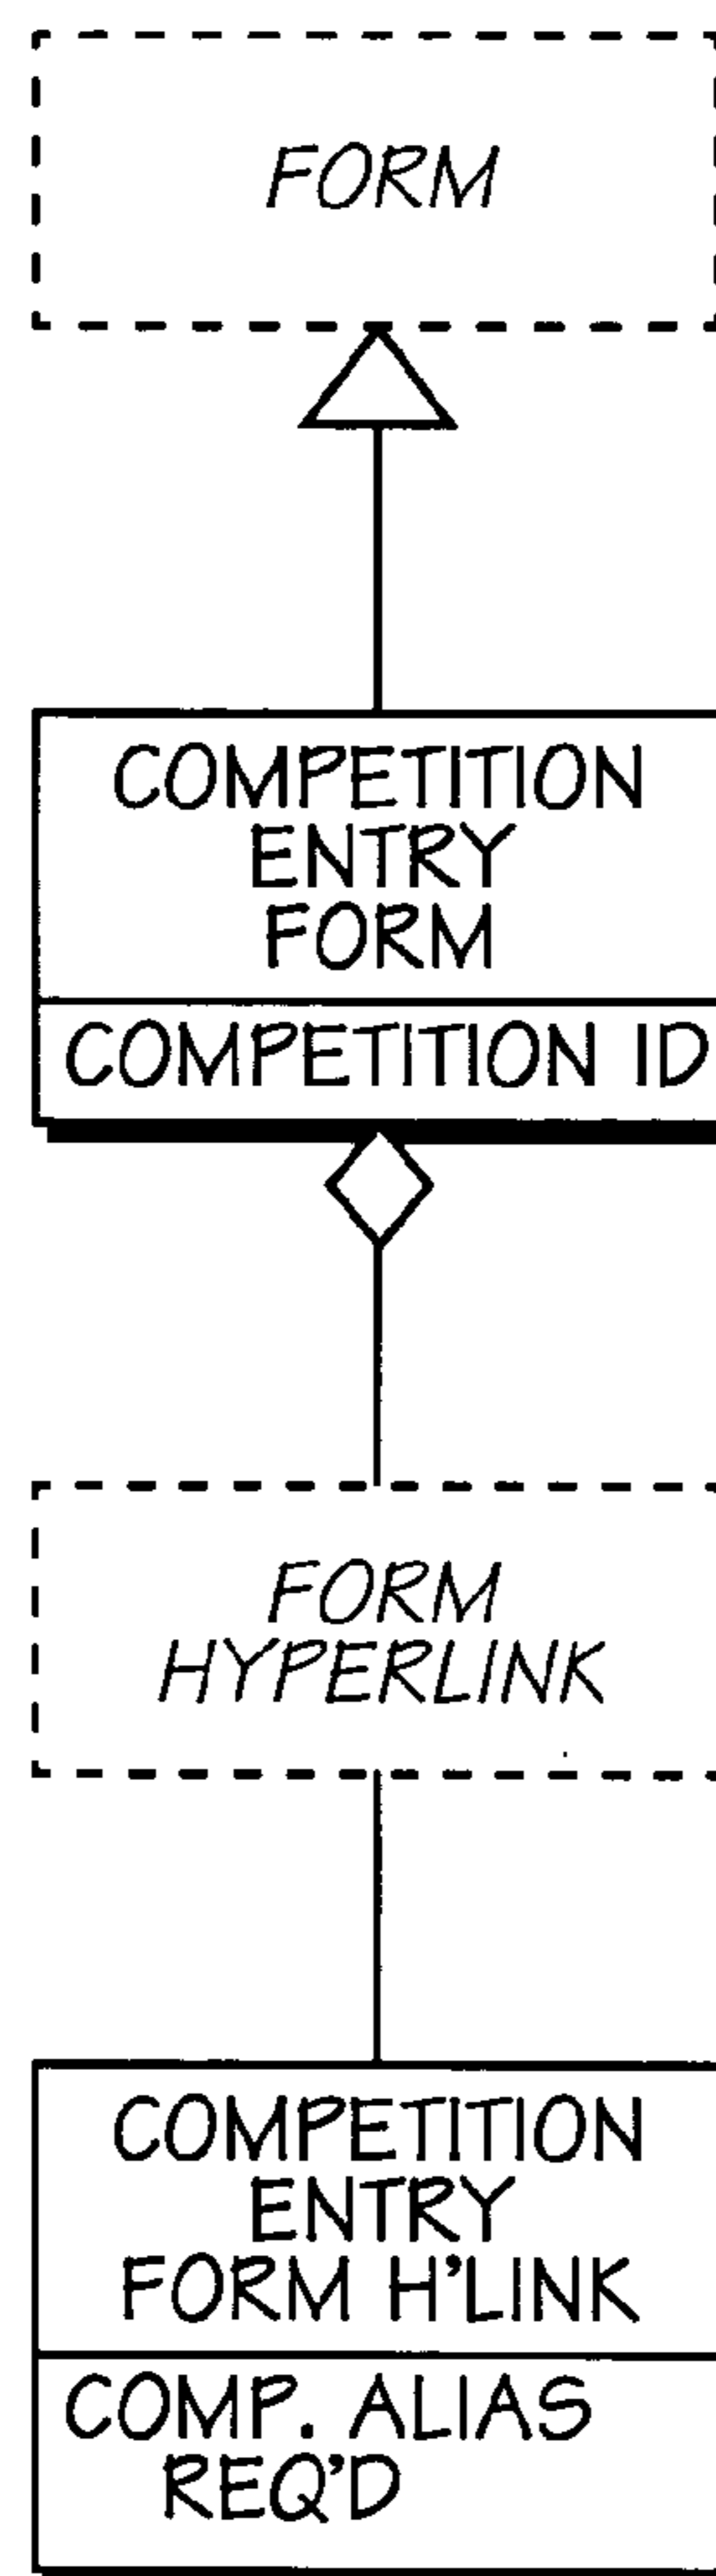 FORM
COMPETITION
ENTRY
FORM
COMPETITION ID
FORM
HYPERLINK
COMPETITION
ENTRY
FORM H'LINK
COMP. ALIAS
REQ'D